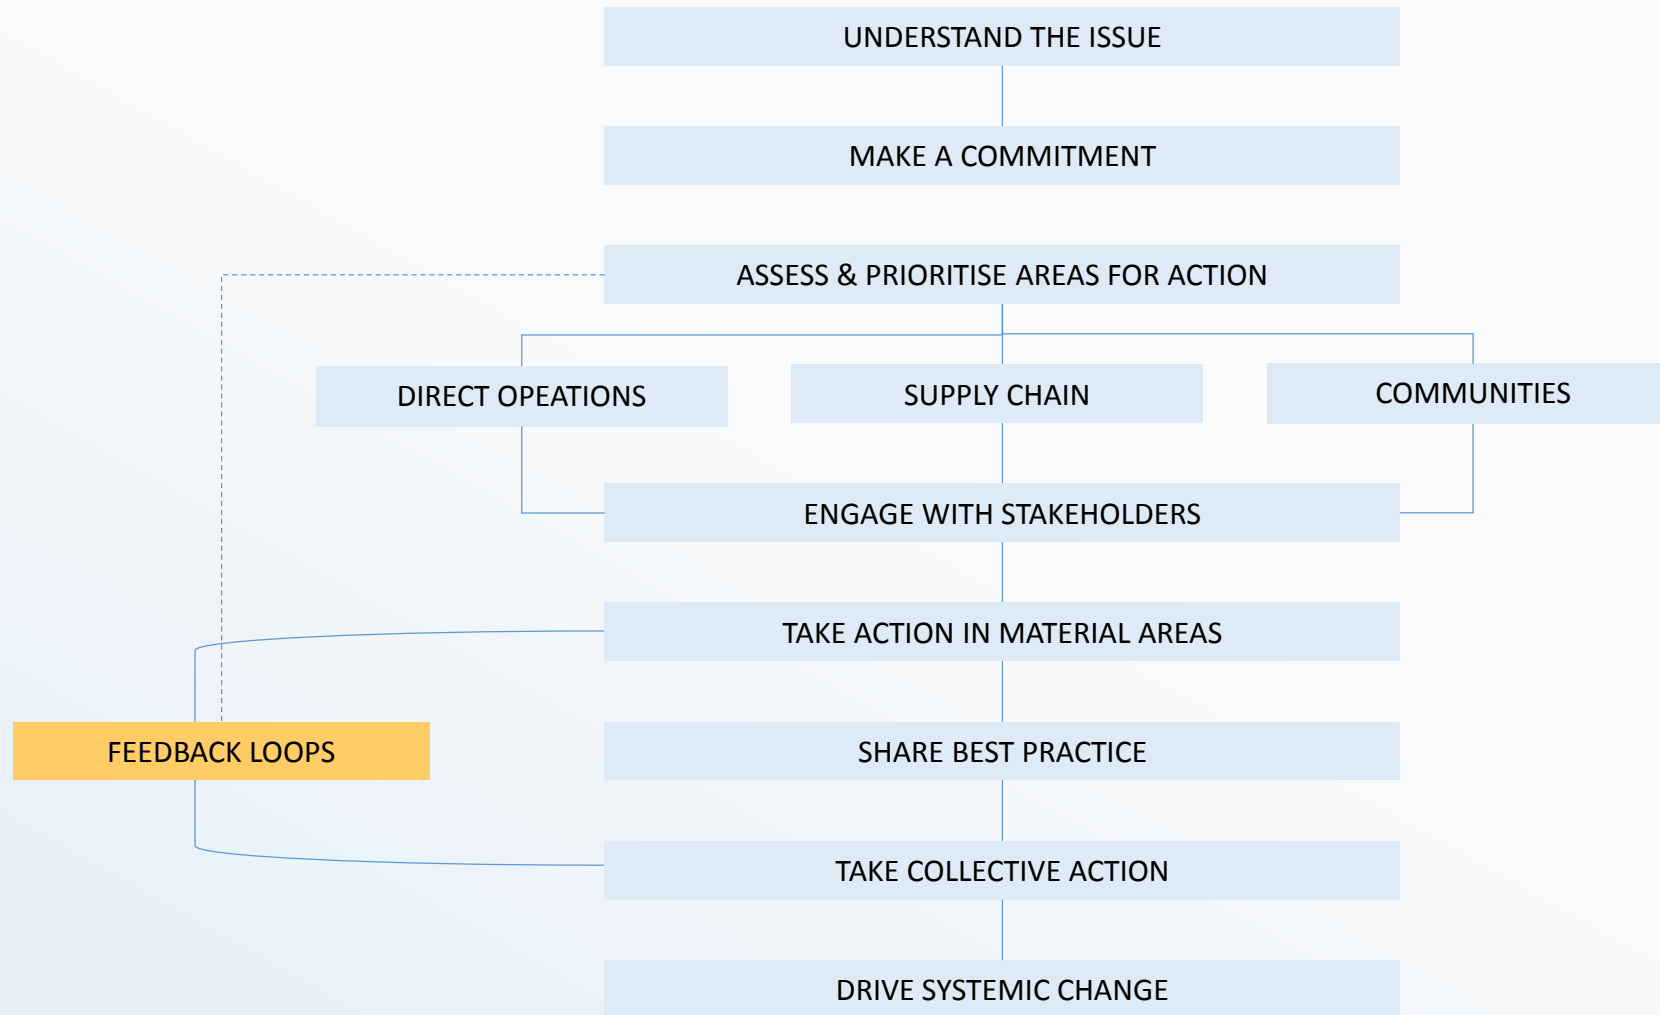 UNDERSTAND THE ISSUE
MAKE A COMMITMENT
ASSESS & PRIORITISE AREAS FOR ACTION
DIRECT OPEATIONS
SUPPLY CHAIN
COMMUNITIES
ENGAGE WITH STAKEHOLDERS
TAKE ACTION IN MATERIAL AREAS
FEEDBACK LOOPS
SHARE BEST PRACTICE
TAKE COLLECTIVE ACTION
DRIVE SYSTEMIC CHANGE